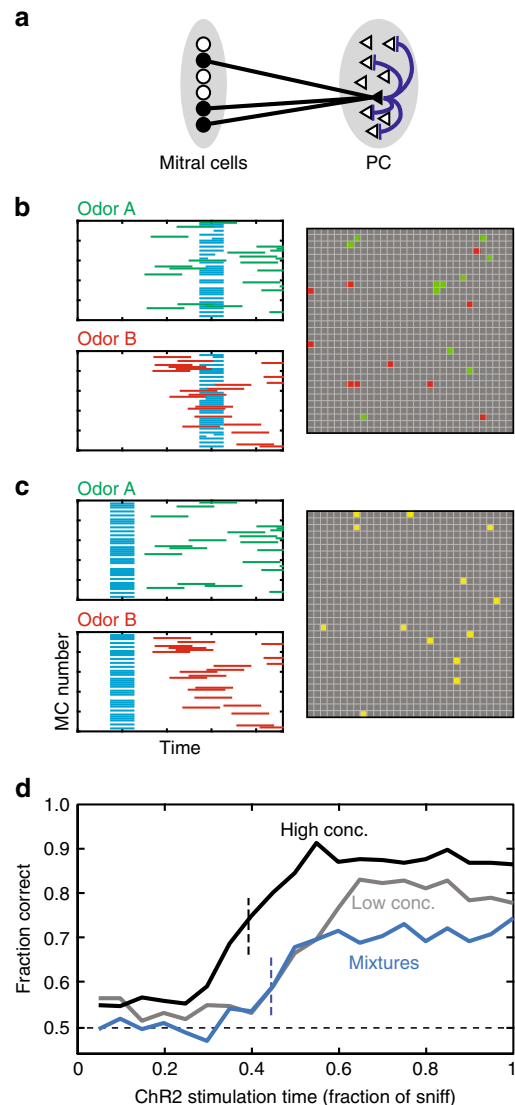 a
Mitral cells
PC
b
Odor A
Odor B
c
Odor A
Odor B
MC number
Time
d
1.0
0.9
0.8
0.7
0.6
0.5
High conc.
Low conc.
Mixtures
Fraction correct
0
0.2
0.4
0.6
0.8
1
ChR2 stimulation time (fraction of sniff)